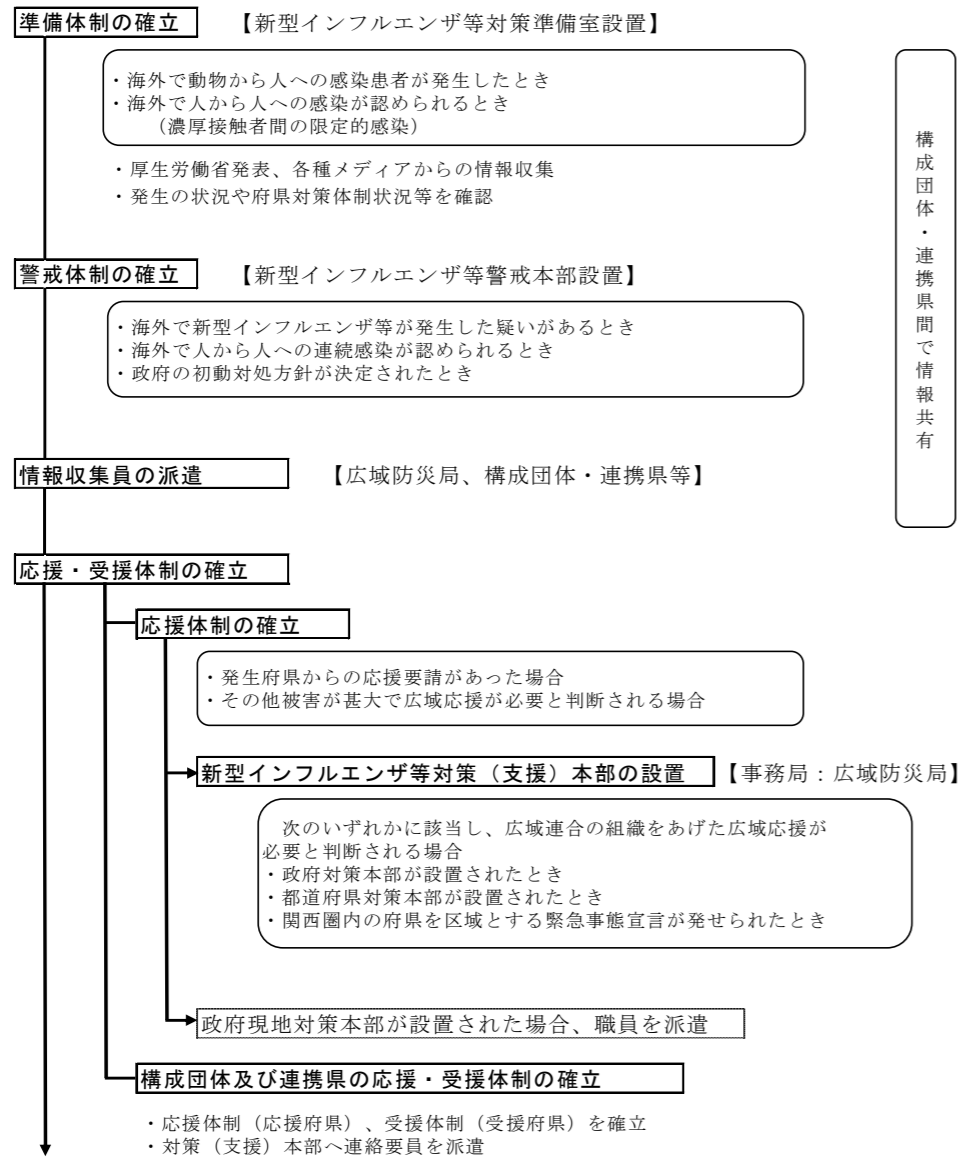 準備体制の確立 【新型インフルエンザ等対策準備室設置】
・海外で動物から人への感染患者が発生したとき
・海外で人から人への感染が認められるとき
（濃厚接触者間の限定的感染）
・厚生労働省発表、各種メディアからの情報収集
・発生の状況や府県対策体制状況等を確認
構成団体・連携県間で情報共有
警戒体制の確立 【新型インフルエンザ等警戒本部設置】
・海外で新型インフルエンザ等が発生した疑いがあるとき
・海外で人から人への連続感染が認められるとき
・政府の初動対処方針が決定されたとき
情報収集員の派遣 【広域防災局、構成団体・連携県等】
応援・受援体制の確立
応援体制の確立
・発生府県からの応援要請があった場合
・その他被害が甚大で広域応援が必要と判断される場合
新型インフルエンザ等対策（支援）本部の設置 【事務局：広域防災局】
次のいずれかに該当し、広域連合の組織をあげた広域応援が
必要と判断される場合
・政府対策本部が設置されたとき
・都道府県対策本部が設置されたとき
・関西圏内の府県を区域とする緊急事態宣言が発せられたとき
政府現地対策本部が設置された場合、職員を派遣
構成団体及び連携県の応援・受援体制の確立
・応援体制（応援府県）、受援体制（受援府県）を確立
・対策（支援）本部へ連絡要員を派遣